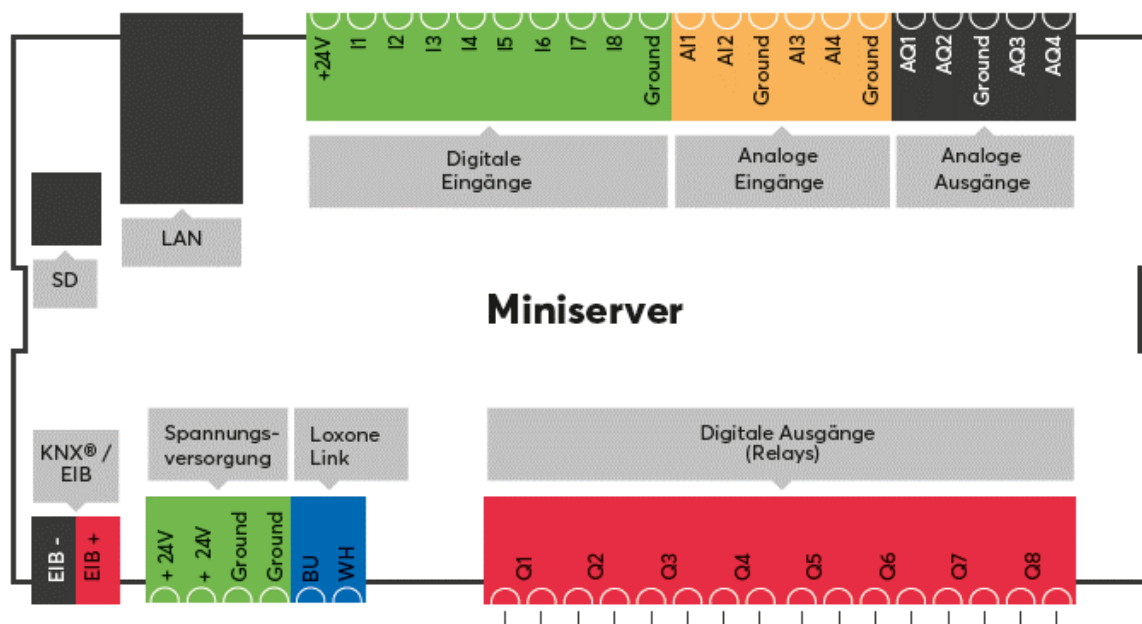 +24V I1 I2 I3 I4 I5 I6 I7 I8 Ground AI1 AI2 Ground AI3 AI4 Ground AQ1 AQ2 Ground AQ3 AQ4
Digitale
Eingänge
Analoge
Eingänge
Analoge
Ausgänge
LAN
SD
Miniserver
KNX® /
EIB
Spannungs-
versorgung
Loxone
Link
Digitale Ausgänge
(Relays)
EIB - EIB + + 24V + 24V Ground Ground BU WH Q1 Q2 Q3 Q4 Q5 Q6 Q7 Q8